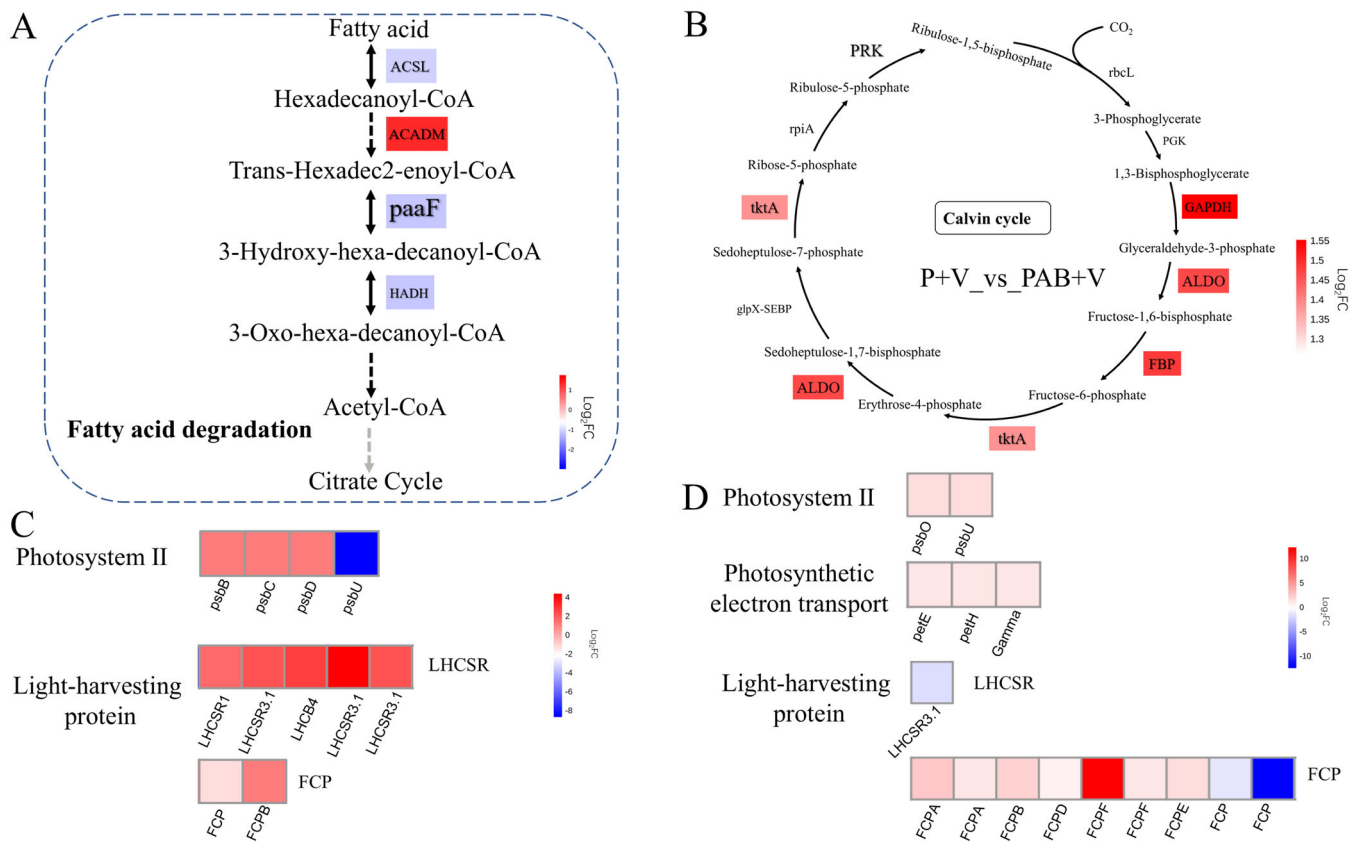 A
Fatty acid
ACSL
Hexadecanoyl-CoA
ACADM
Trans-Hexadec2-enoyl-CoA
paaF
3-Hydroxy-hexa-decanoyl-CoA
HADH
3-Oxo-hexa-decanoyl-CoA
Acetyl-CoA
Fatty acid degradation
Citrate Cycle
1
0
-1
-2
Log2FC
B
Ribulose-1,5-bisphosphate
CO2
PRK
rbcL
Ribulose-5-phosphate
3-Phosphoglycerate
rpiA
PGK
Ribose-5-phosphate
1,3-Bisphosphoglycerate
tktA
Calvin cycle
GAPDH
Sedoheptulose-7-phosphate
Glyceraldehyde-3-phosphate
P+V_vs_PAB+V
ALDO
glpX-SEBP
Fructose-1,6-bisphosphate
Sedoheptulose-1,7-bisphosphate
FBP
ALDO
Erythrose-4-phosphate
Fructose-6-phosphate
tktA
1.55
1.5
1.45
1.4
1.35
1.3
Log2FC
C
Photosystem II
psbB
psbC
psbD
psbU
Light-harvesting
protein
LHCSR
LHCSR1
LHCSR3.1
LHCB4
LHCSR3.1
LHCSR3.1
FCP
FCP
FCPB
4
2
0
-2
-4
-6
-8
Log2FC
D
Photosystem II
psbO
psbU
Photosynthetic
electron transport
petE
petH
Gamma
Light-harvesting
protein
LHCSR
LHCSR3.1
FCP
FCPA
FCPA
FCPB
FCPD
FCPF
FCPF
FCPE
FCP
FCP
10
5
0
-5
-10
Log2FC